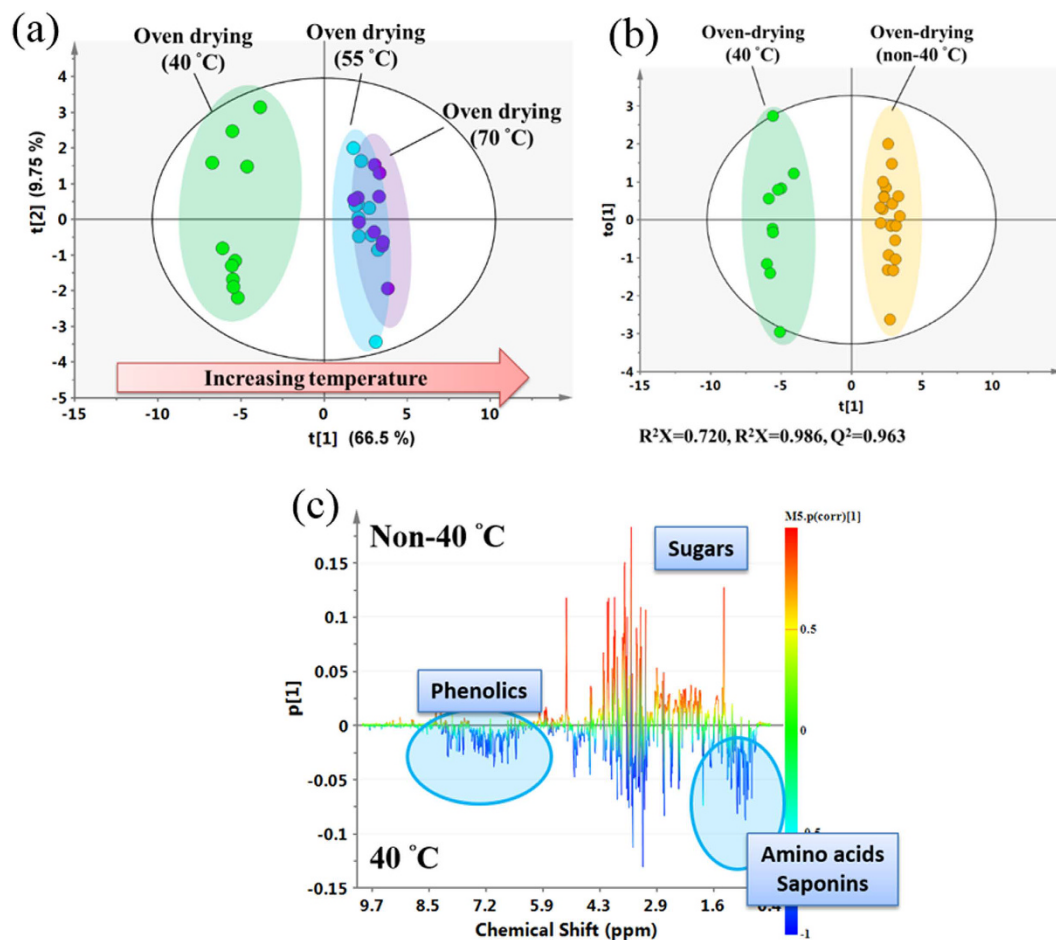 (a)
Oven drying
(40 °C)
Oven drying
(55 °C)
Oven drying
(70 °C)
t[2] (9.75 %)
4
3
2
1
0
-1
-2
-3
-4
-5
Increasing temperature
-15
-10
-5
0
5
10
15
t[1] (66.5 %)
(b)
Oven-drying
(40 °C)
Oven-drying
(non-40 °C)
to[1]
3
2
1
0
-1
-2
-3
-4
-15
-10
-5
0
5
10
15
t[1]
R²X=0.720, R²X=0.986, Q²=0.963
(c)
Non-40 °C
Sugars
Phenolics
40 °C
Amino acids
Saponins
p[1]
0.15
0.1
0.05
0
-0.05
-0.1
-0.15
9.7
8.5
7.2
5.9
4.3
2.9
1.6
0.4
Chemical Shift (ppm)
M5.p(corr)[1]
0.5
0
-0.5
-1